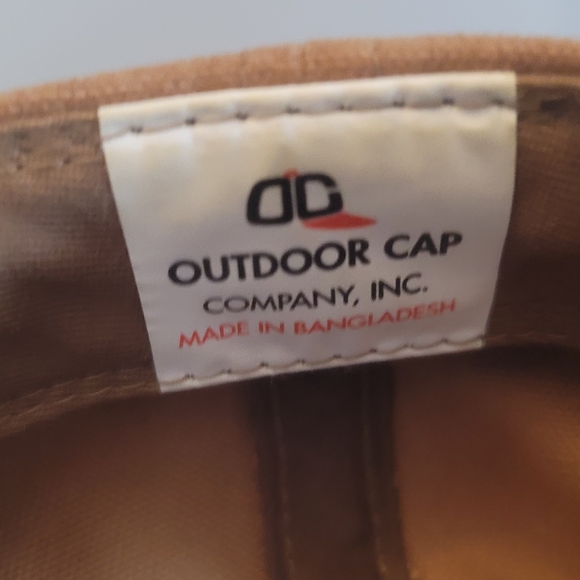 OC
OUTDOOR CAP
COMPANY, INC.
MADE IN BANGLADESH